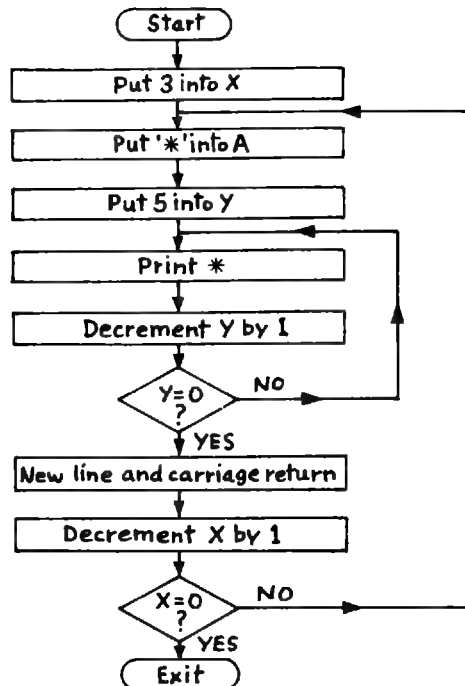 Start
Put 3 into X
Put '*' into A
Put 5 into Y
Print *
Decrement Y by 1
Y=0
?
NO
YES
New line and carriage return
Decrement X by 1
X=0
?
NO
YES
Exit